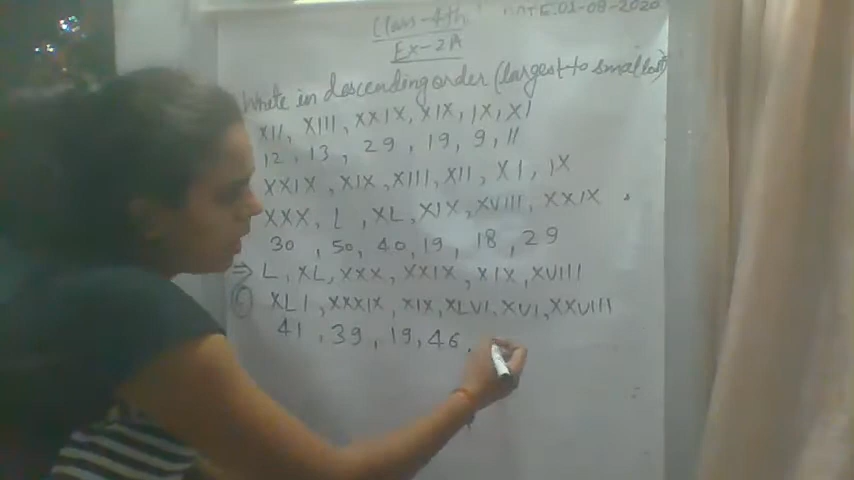 Class-4th
DATE.01-08-2020
Ex-2A
Write in descending order (largest to smallest)
XII, XIII, XXIX, XIX, IX, XI
12, 13, 29, 19, 9, 11
XXIX, XIX, XIII, XII, XI, IX
XXX, L, XL, XIX, XVIII, XXIX.
30, 50, 40, 19, 18, 29
⇒ L, XL, XXX, XXIX, XIX, XVIII
XLI, XXXIX, XIX, XLVI, XVI, XXVIII
41, 39, 19, 46,